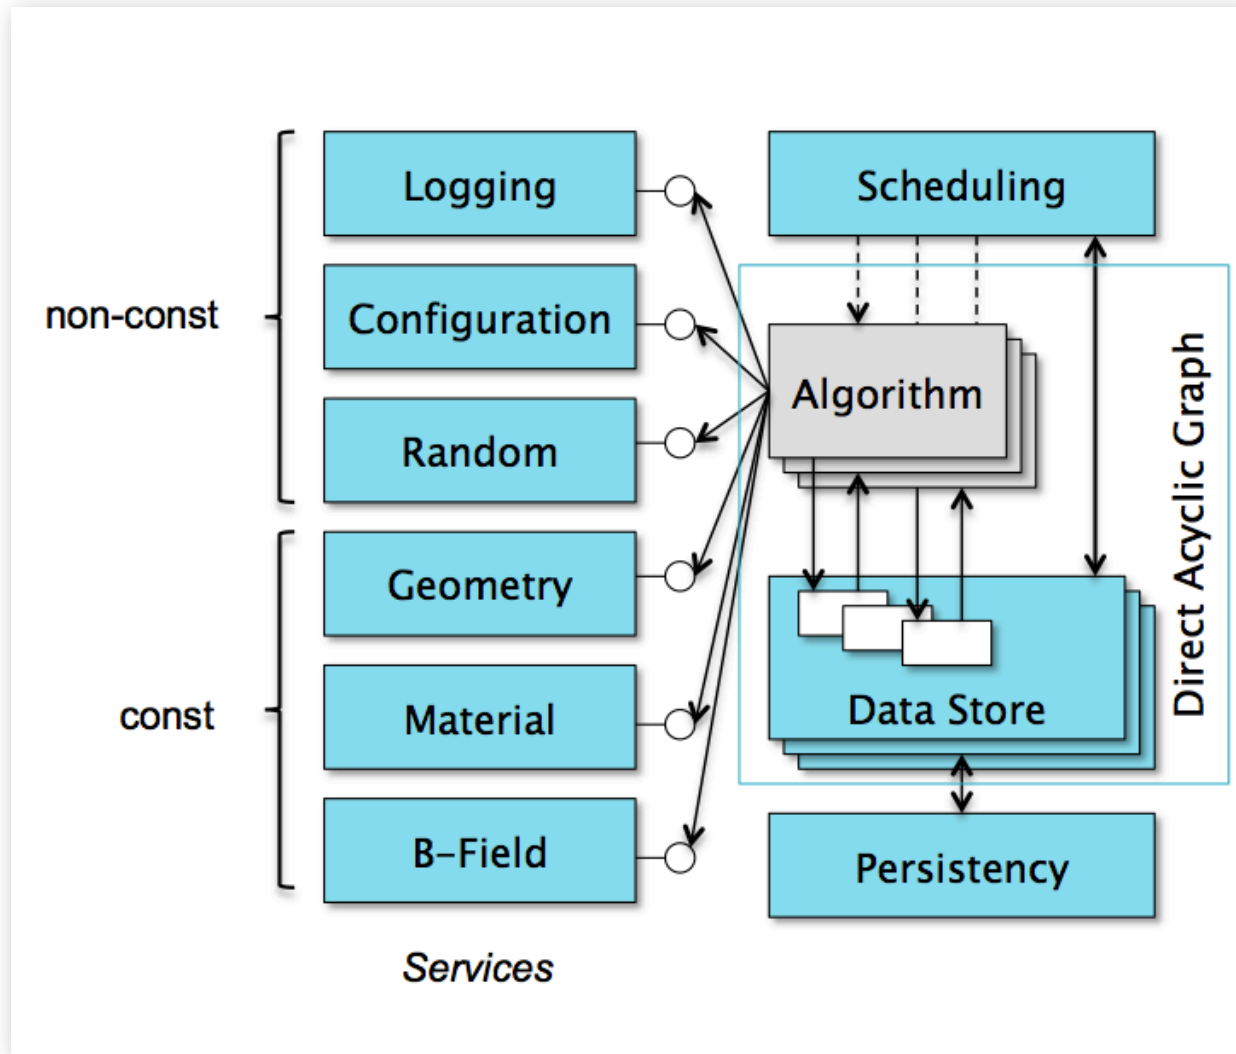 Logging
Scheduling
non-const
Configuration
Algorithm
Random
Direct Acyclic Graph
Geometry
const
Material
Data Store
B-Field
Persistency
Services